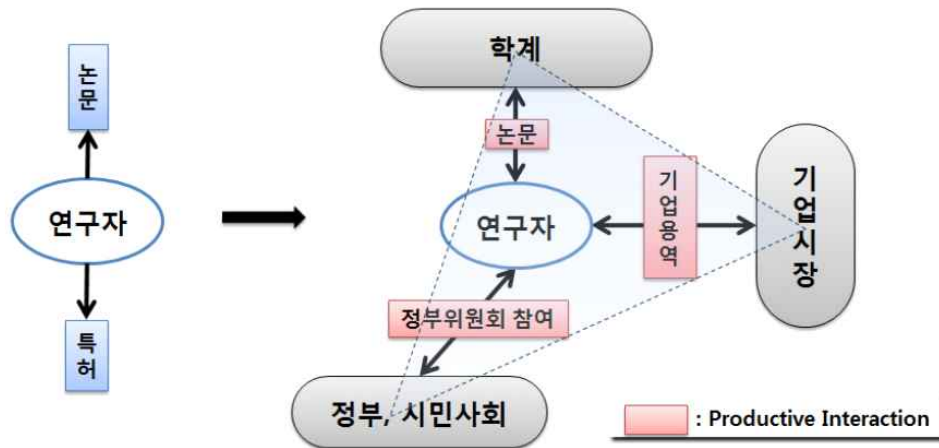 논문
연구자
특허
학계
논문
연구자
기업용역
기업시장
정부위원회 참여
정부, 시민사회
: Productive Interaction